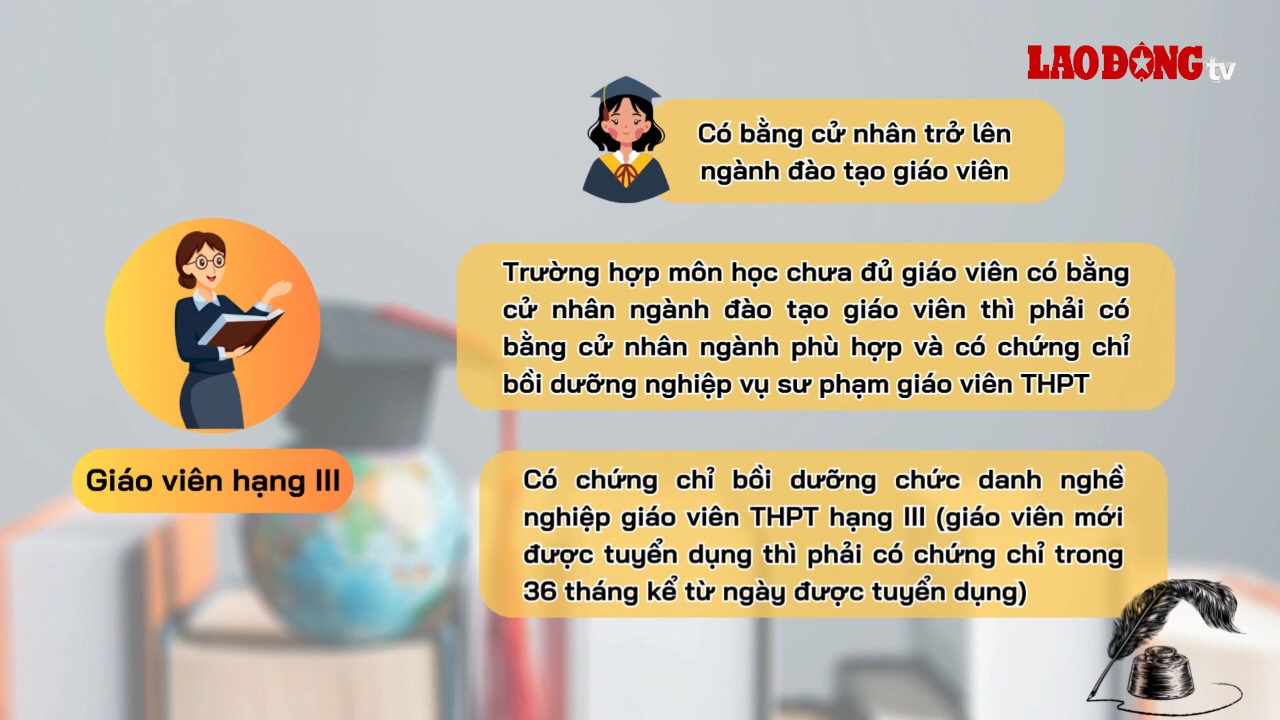 LAO ĐỘNG tv
Có bằng cử nhân trở lên
ngành đào tạo giáo viên
Trường hợp môn học chưa đủ giáo viên có bằng
cử nhân ngành đào tạo giáo viên thì phải có
bằng cử nhân ngành phù hợp và có chứng chỉ
bồi dưỡng nghiệp vụ sư phạm giáo viên THPT
Giáo viên hạng III
Có chứng chỉ bồi dưỡng chức danh nghề
nghiệp giáo viên THPT hạng III (giáo viên mới
được tuyển dụng thì phải có chứng chỉ trong
36 tháng kể từ ngày được tuyển dụng)